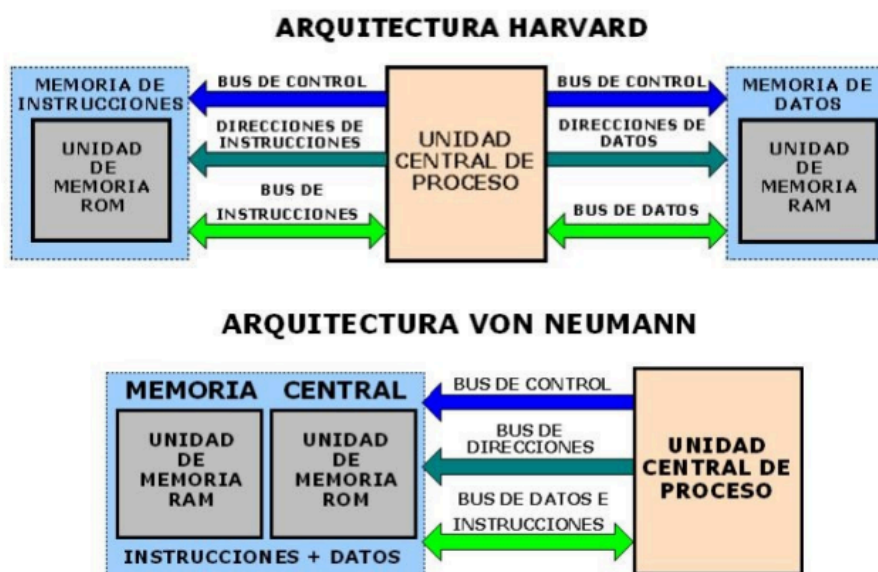 ARQUITECTURA HARVARD
MEMORIA DE
INSTRUCCIONES
UNIDAD
DE
MEMORIA
ROM
BUS DE CONTROL
DIRECCIONES DE
INSTRUCCIONES
BUS DE
INSTRUCCIONES
UNIDAD
CENTRAL DE
PROCESO
BUS DE CONTROL
DIRECCIONES DE
DATOS
BUS DE DATOS
MEMORIA DE
DATOS
UNIDAD
DE
MEMORIA
RAM
ARQUITECTURA VON NEUMANN
MEMORIA CENTRAL
UNIDAD
DE
MEMORIA
RAM
UNIDAD
DE
MEMORIA
ROM
INSTRUCCIONES + DATOS
BUS DE CONTROL
BUS DE
DIRECCIONES
BUS DE DATOS E
INSTRUCCIONES
UNIDAD
CENTRAL DE
PROCESO